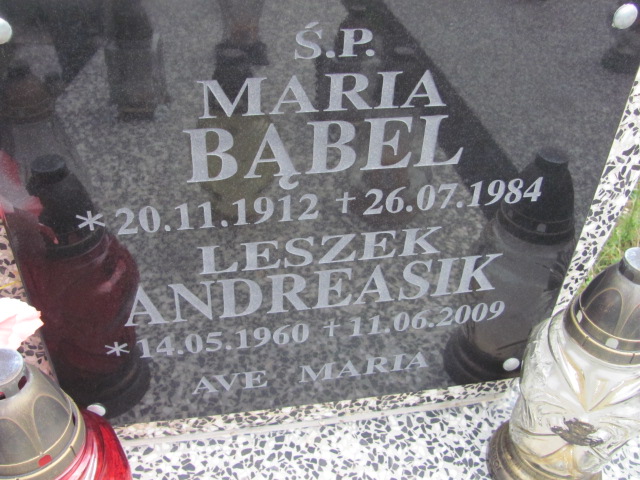 Ś.P.
MARIA
BĄBEL
* 20.11.1912 † 26.07.1984
LESZEK
ANDREASIK
* 14.05.1960 † 11.06.2009
AVE MARIA